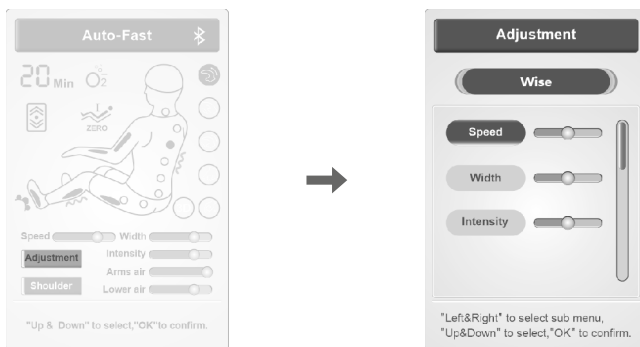 Auto-Fast
20 Min O2
ZERO
Speed Width
Adjustment Intensity
Arms air
Shoulder Lower air
"Up & Down" to select,"OK"to confirm.
Adjustment
Wise
Speed
Width
Intensity
"Left&Right" to select sub menu,
"Up&Down" to select,"OK" to confirm.